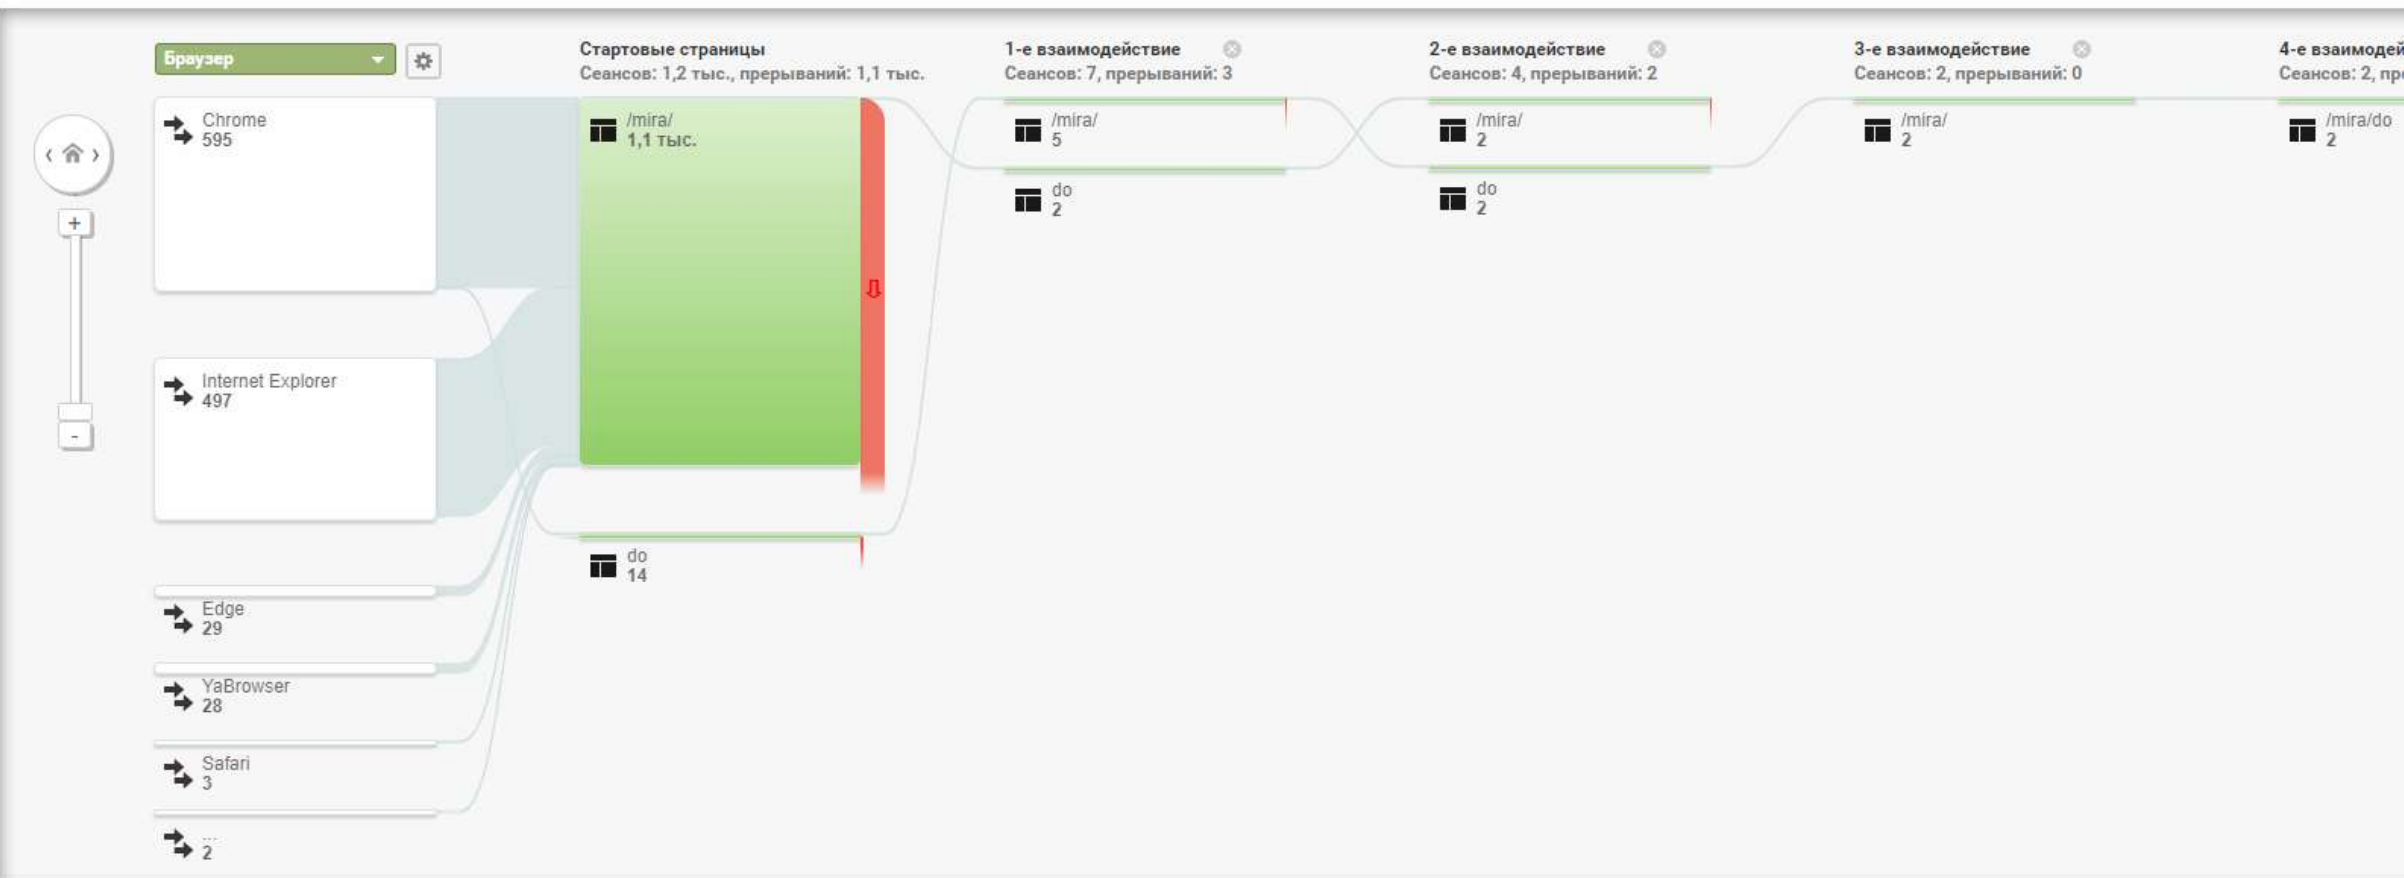 Браузер
Стартовые страницы
Сеансов: 1,2 тыс., прерываний: 1,1 тыс.
1-е взаимодействие
Сеансов: 7, прерываний: 3
2-е взаимодействие
Сеансов: 4, прерываний: 2
3-е взаимодействие
Сеансов: 2, прерываний: 0
4-е
Сеансов: 2,
Chrome
595
Internet Explorer
497
Edge
29
YaBrowser
28
Safari
3
...
2
/mira/
1,1 тыс.
do
14
/mira/
5
do
2
/mira/
2
do
2
/mira/
2
/mira/do
2
+
-